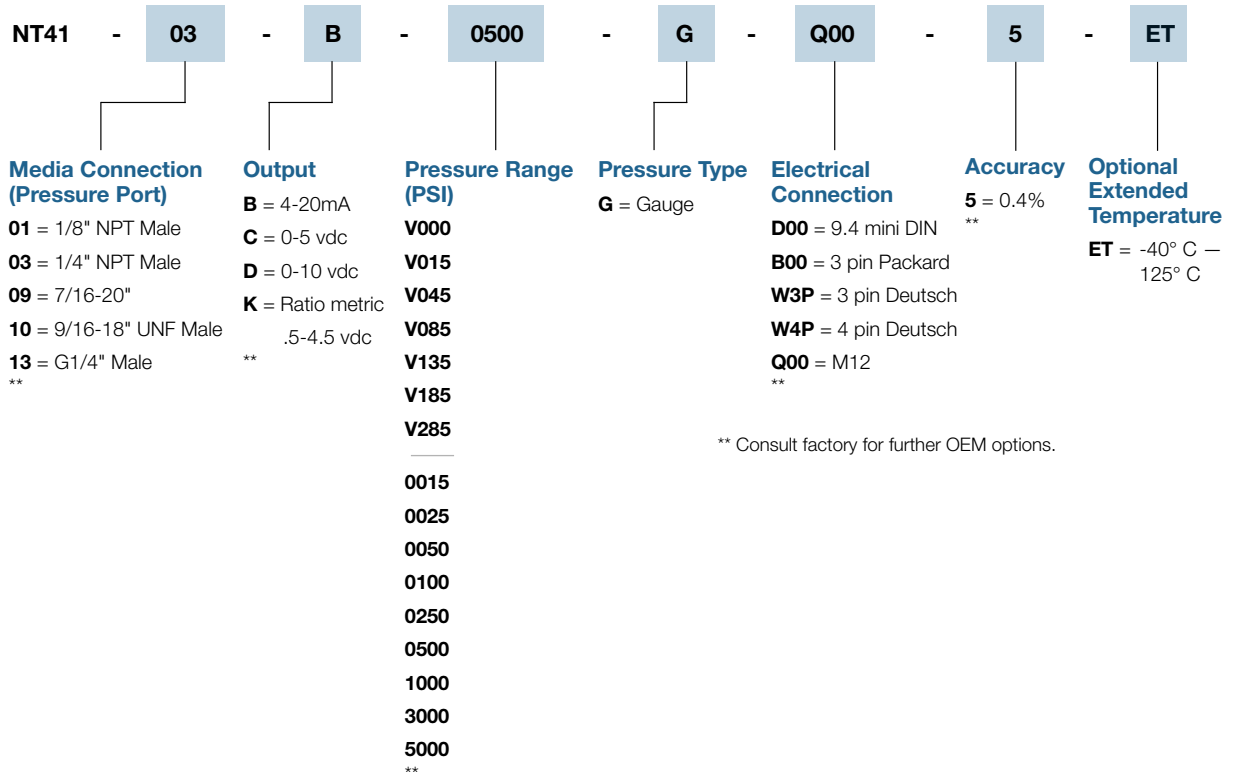 NT41 - 03 - B - 0500 - G - Q00 - 5 - ET
Media Connection
(Pressure Port)
01 = 1/8" NPT Male
03 = 1/4" NPT Male
09 = 7/16-20"
10 = 9/16-18" UNF Male
13 = G1/4" Male
**
Output
B = 4-20mA
C = 0-5 vdc
D = 0-10 vdc
K = Ratio metric
.5-4.5 vdc
**
Pressure Range
(PSI)
V000
V015
V045
V085
V135
V185
V285
0015
0025
0050
0100
0250
0500
1000
3000
5000
**
Pressure Type
G = Gauge
Electrical
Connection
D00 = 9.4 mini DIN
B00 = 3 pin Packard
W3P = 3 pin Deutsch
W4P = 4 pin Deutsch
Q00 = M12
**
Accuracy
5 = 0.4%
**
Optional
Extended
Temperature
ET = -40° C —
125° C
** Consult factory for further OEM options.